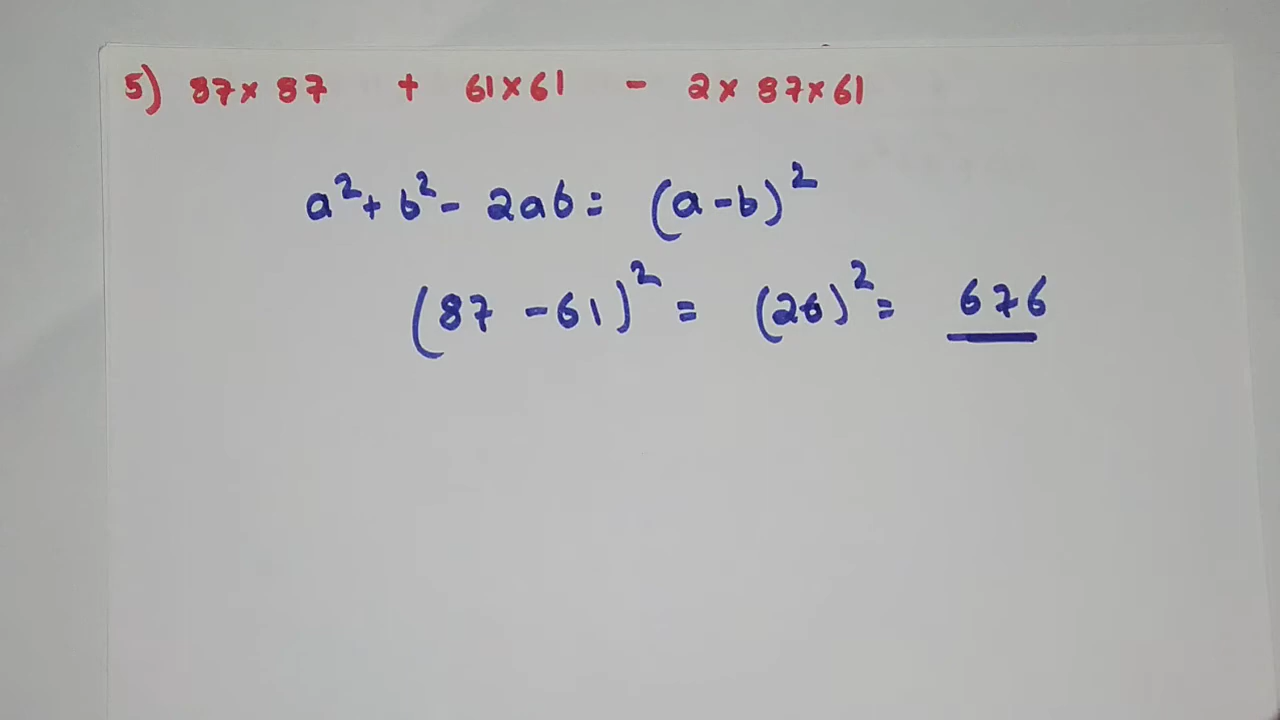 5) 87 × 87 + 61 × 61 - 2 × 87 × 61
a² + b² - 2ab = (a - b)²
(87 - 61)² = (26)² = 676